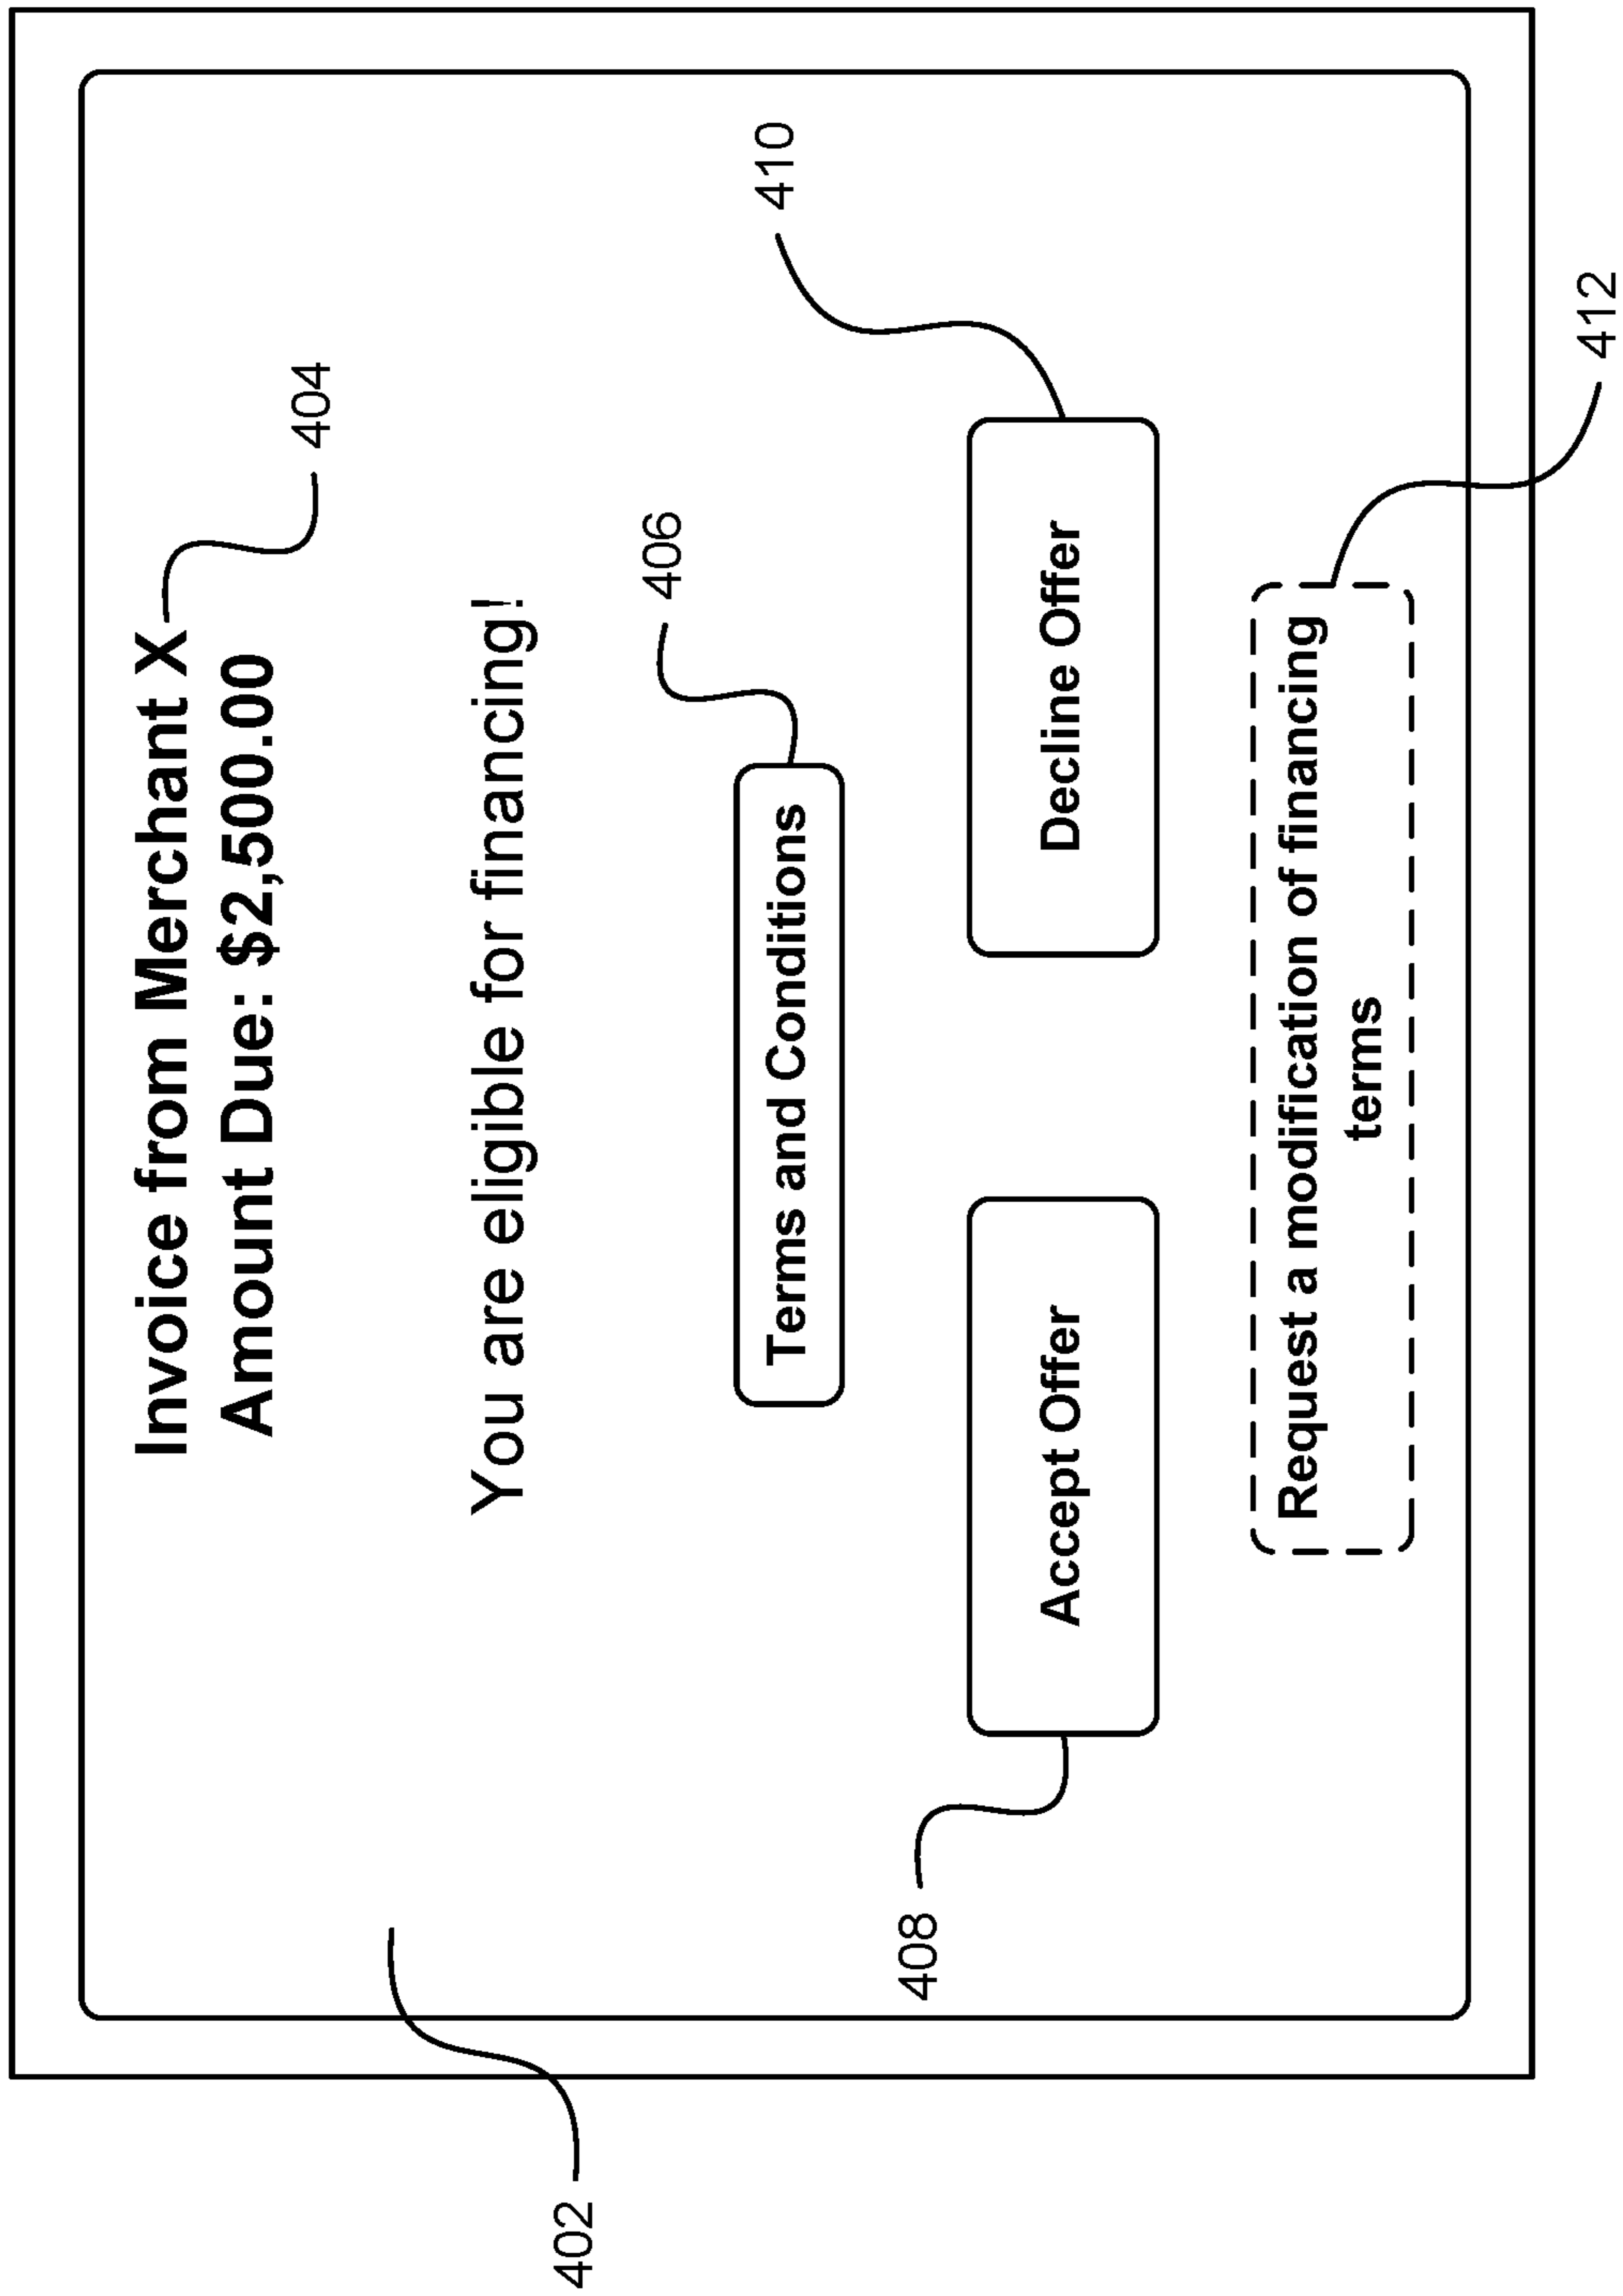 Invoice from Merchant X
404
Amount Due: $2,500.00
402
You are eligible for financing!
406
Terms and Conditions
410
408
Accept Offer
Decline Offer
Request a modification of financing
terms
412